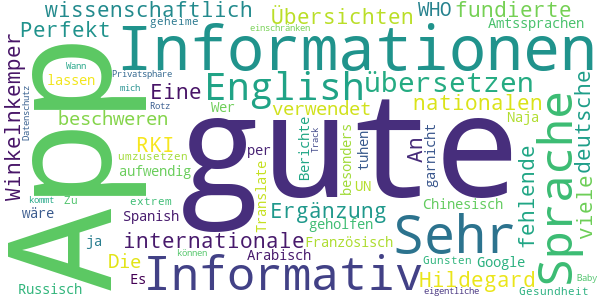 wissenschaftlich
geheime
Übersichten
einschränken
WHO
fundierte
Perfekt
Amtssprachen
Informationen
App
Winkelnkemper
Wann
lassen
Privatsphäre
mich
English
übersetzen
Eine
Datenschutz
Rotz
Wer
verwendet
nationalen
deutsche
beschweren
gute
Naja
An
RKI
per
Berichte
Track
besonders
tuhen
garnicht
Sprache
viele
umzusetzen
aufwendig
Translate
UN
fehlende
kommt
Zu
extrem
Ergänzung
Chinesisch
wäre
Spanish
geholfen
Sehr
ja
internationale
Französisch
Die
können
Arabisch
Gunsten
Google
Es
Informativ
Hildegard
Baby
Russisch
eigentliche
Gesundheit